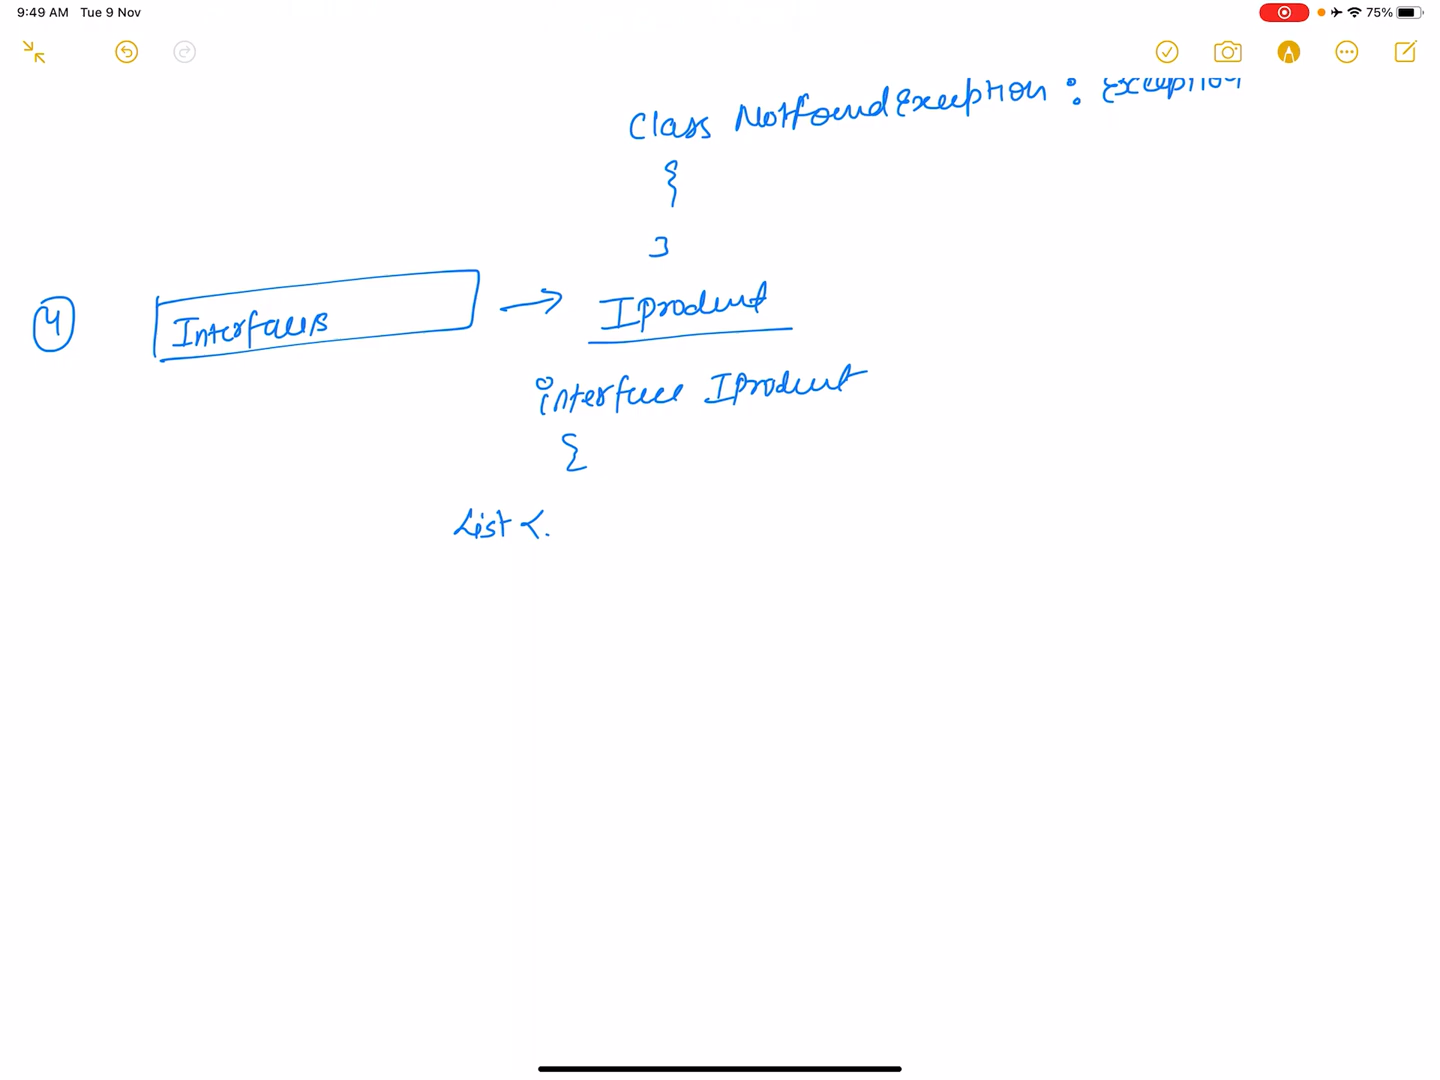 9:49 AM Tue 9 Nov 75%
Class NotfoundException : Exception
{
}
4 Interfaces → Iproduct
interface Iproduct
{
List <.